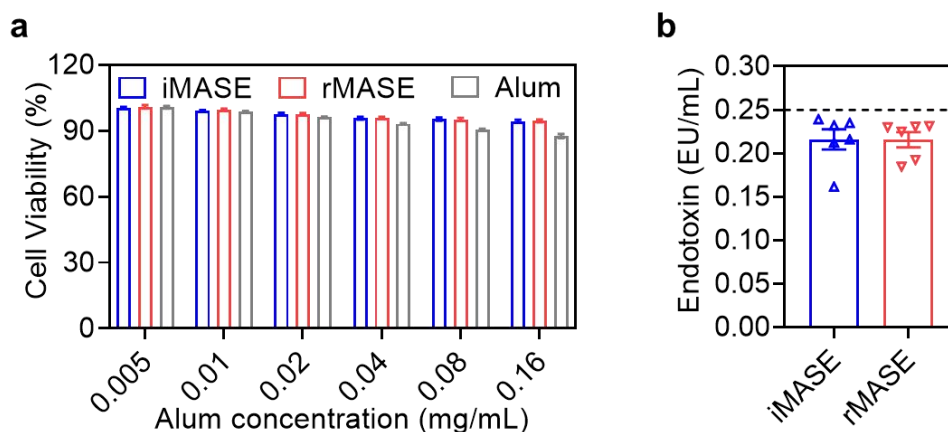 a
Cell Viability (%)
120
90
60
30
0
iMASE rMASE Alum
0.005 0.01 0.02 0.04 0.08 0.16
Alum concentration (mg/mL)
b
Endotoxin (EU/mL)
0.30
0.25
0.20
0.15
0.10
0.05
0.00
iMASE rMASE